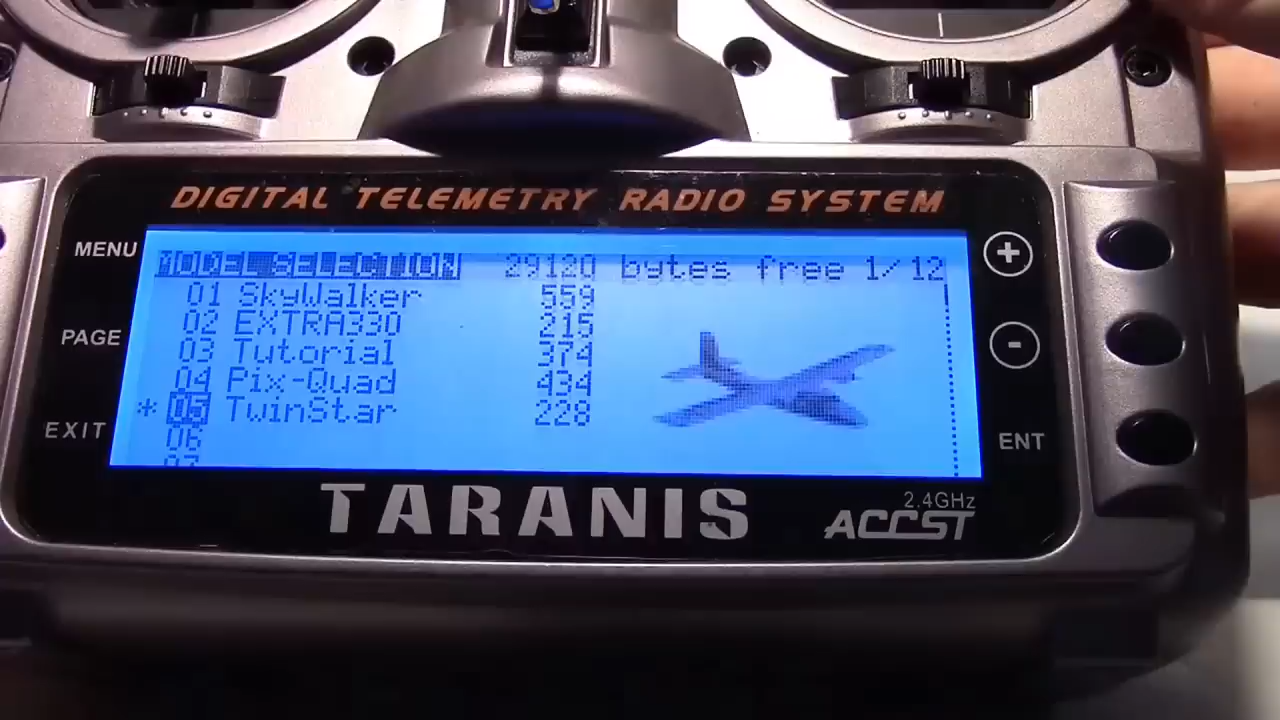 DIGITAL TELEMETRY RADIO SYSTEM
MENU
PAGE
EXIT
MODEL SELECTION 29120 bytes free 1/12
01 SkyWalker 559
02 EXTRA330 215
03 Tutorial 374
04 Pix-Quad 434
* 05 TwinStar 228
06
07
+
-
ENT
TARANIS
2.4GHz
ACCST